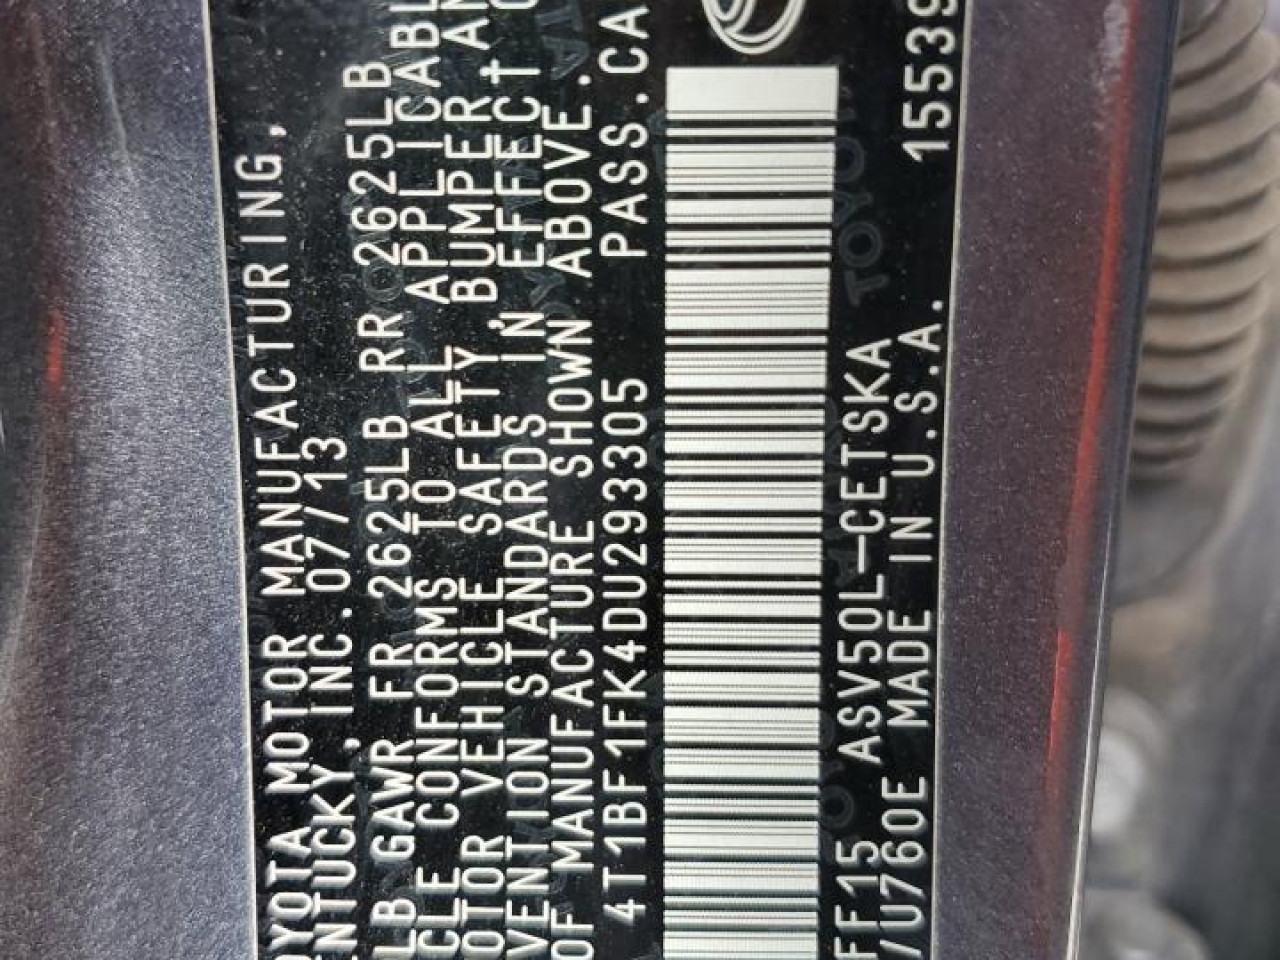 TOYOTA MOTOR MANUFACTURING,
KENTUCKY, INC. 07/13
LB GAWR FR 2625LB RR 2625LB
CLE CONFORMS TO ALL APPLICABL
OTOR VEHICLE SAFETY, BUMPER, AN
VENTION STANDARDS IN EFFECT O
OF MANUFACTURE SHOWN ABOVE.
4T1BF1FK4DU293305 PASS.CA
FF15 ASV50L-CETSKA
/U760E MADE IN U.S.A. 15539